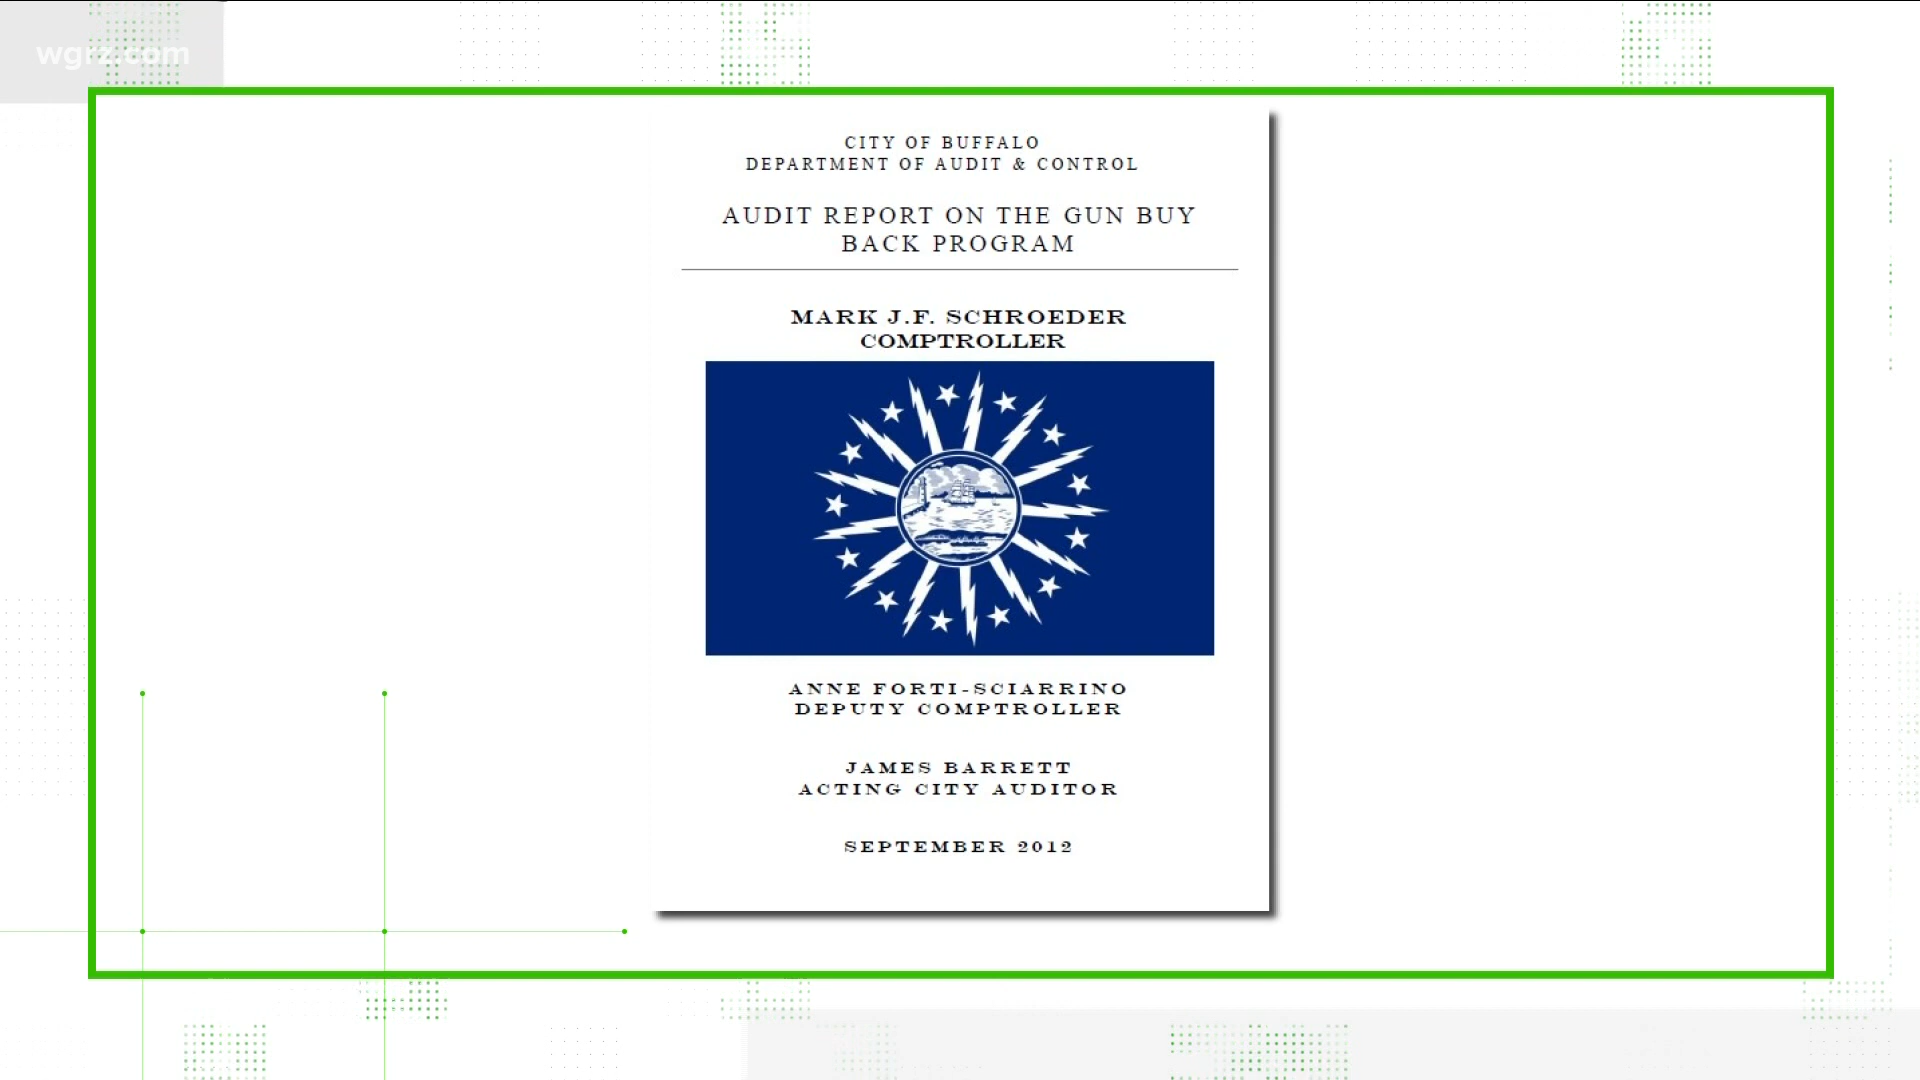 wgrz.com
CITY OF BUFFALO
DEPARTMENT OF AUDIT & CONTROL
AUDIT REPORT ON THE GUN BUY
BACK PROGRAM
MARK J.F. SCHROEDER
COMPTROLLER
ANNE FORTI-SCIARRINO
DEPUTY COMPTROLLER
JAMES BARRETT
ACTING CITY AUDITOR
SEPTEMBER 2012